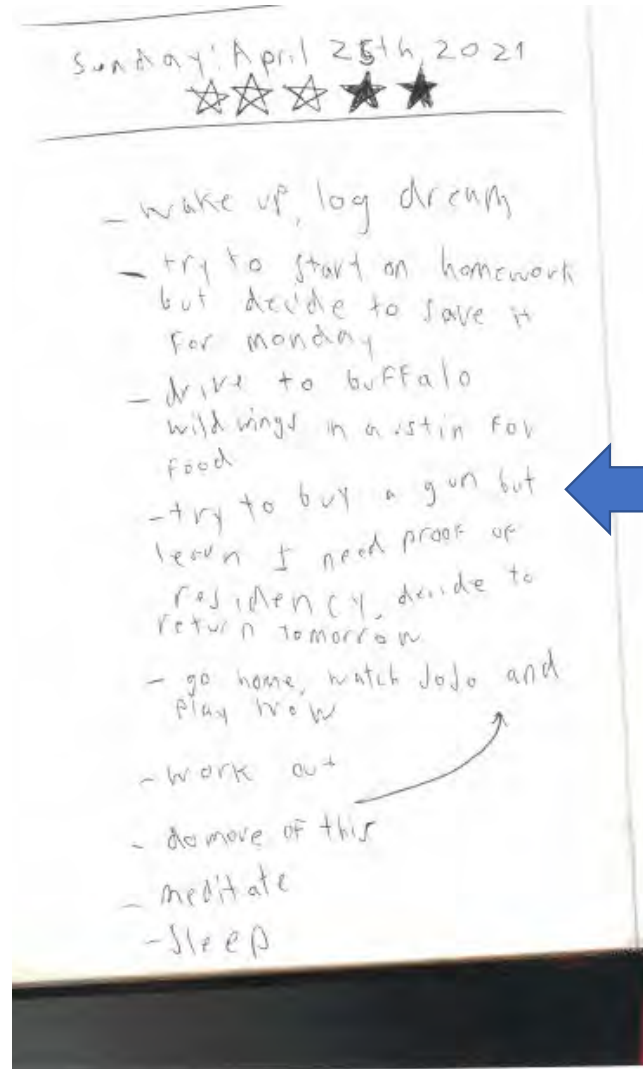 Sunday: April 25th, 2021
- wake up, log dream
- try to start on homework
but decide to save it
for monday
- drive to buffalo
wild wings in austin for
food
- try to buy a gun but
learn I need proof of
residency, decide to
return tomorrow
- go home, watch JoJo and
play
- work out
- do more of this
- meditate
- sleep